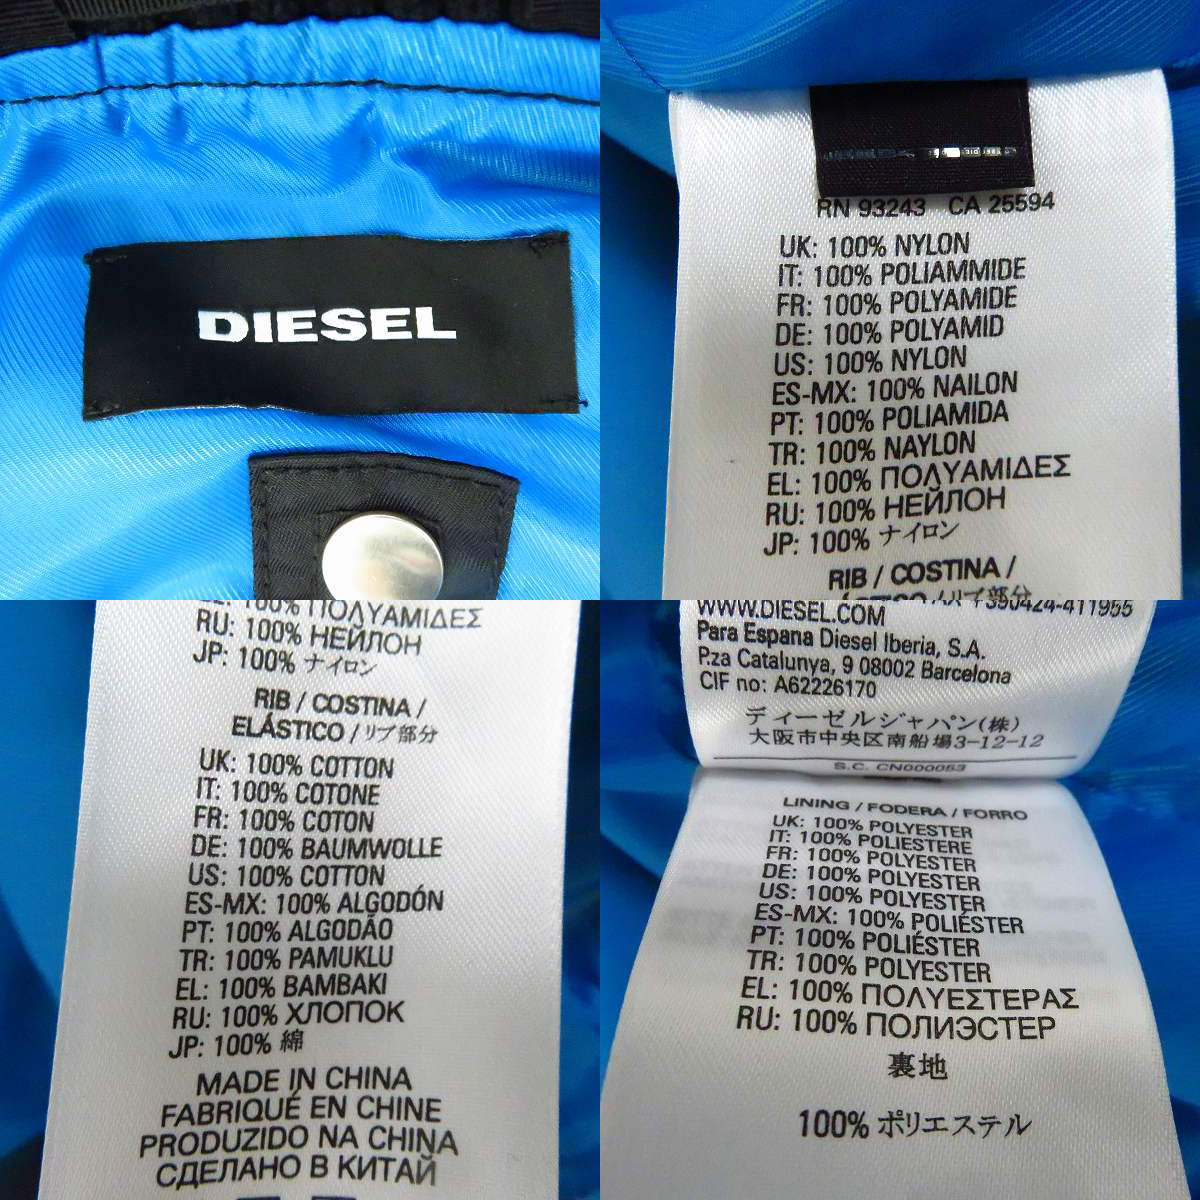 DIESEL
RN 93243 CA 25594
UK: 100% NYLON
IT: 100% POLIAMMIDE
FR: 100% POLYAMIDE
DE: 100% POLYAMID
US: 100% NYLON
ES-MX: 100% NAILON
PT: 100% POLIAMIDA
TR: 100% NAYLON
EL: 100% ΠΟΛΥΑΜΙΔΕΣ
RU: 100% НЕЙЛОН
JP: 100% ナイロン
RIB / COSTINA /
100% ΠΟΛΥΑΜΙΔΕΣ
RU: 100% НЕЙЛОН
JP: 100% ナイロン
RIB / COSTINA /
ELÁSTICO / リブ部分
UK: 100% COTTON
IT: 100% COTONE
FR: 100% COTON
DE: 100% BAUMWOLLE
US: 100% COTTON
ES-MX: 100% ALGODÓN
PT: 100% ALGODÃO
TR: 100% PAMUKLU
EL: 100% BAMBAKI
RU: 100% ХЛОПОК
JP: 100% 綿
MADE IN CHINA
FABRIQUÉ EN CHINE
PRODUZIDO NA CHINA
СДЕЛАНО В КИТАЙ
WWW.DIESEL.COM
Para Espana Diesel Iberia, S.A.
P.za Catalunya, 9 08002 Barcelona
CIF no: A62226170
ディーゼルジャパン(株)
大阪市中央区南船場3-12-12
S.C. CN000053
LINING / FODERA / FORRO
UK: 100% POLYESTER
IT: 100% POLIESTERE
FR: 100% POLYESTER
DE: 100% POLYESTER
US: 100% POLYESTER
ES-MX: 100% POLIÉSTER
PT: 100% POLIÉSTER
TR: 100% POLYESTER
EL: 100% ΠΟΛΥΕΣΤΕΡΑΣ
RU: 100% ПОЛИЭСТЕР
裏地
100% ポリエステル